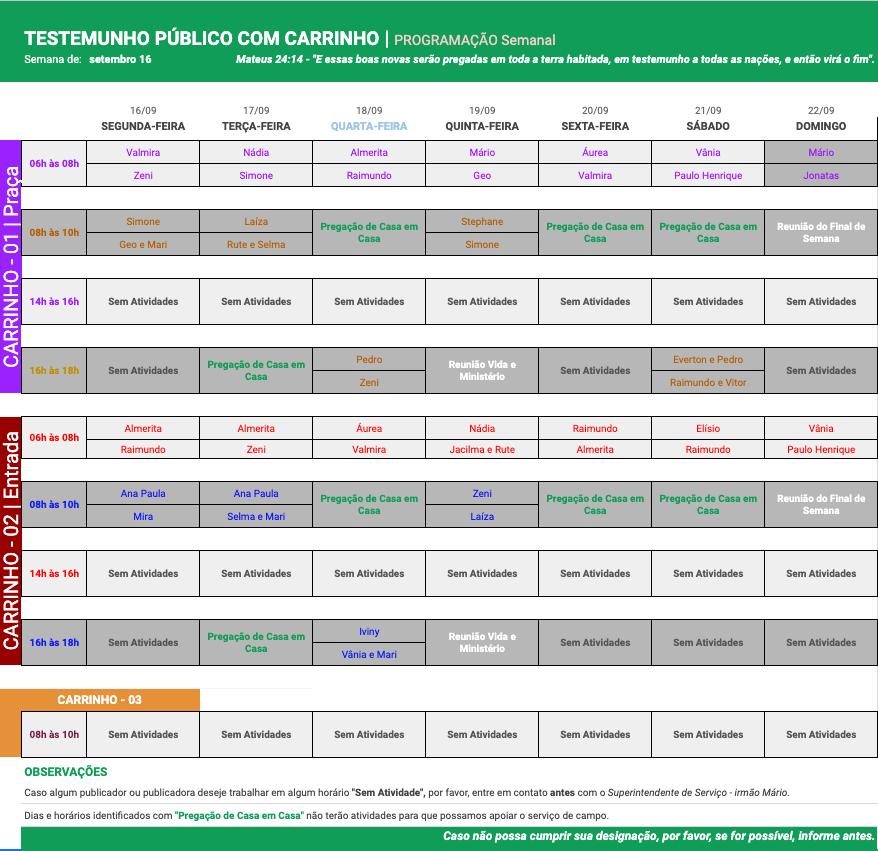 TESTEMUNHO PÚBLICO COM CARRINHO | PROGRAMAÇÃO Semanal
Semana de: setembro 16 Mateus 24:14 - "E essas boas novas serão pregadas em toda a terra habitada, em testemunho a todas as nações, e então virá o fim".
16/09 17/09 18/09 19/09 20/09 21/09 22/09
SEGUNDA-FEIRA TERÇA-FEIRA QUARTA-FEIRA QUINTA-FEIRA SEXTA-FEIRA SÁBADO DOMINGO
CARRINHO - 01 | Praça
06h às 08h
Valmira Nádia Almerita Mário Áurea Vânia Mário
Zeni Simone Raimundo Geo Valmira Paulo Henrique Jonatas
08h às 10h
Simone Laíza Pregação de Casa em Casa Stephane Pregação de Casa em Casa Pregação de Casa em Casa Reunião do Final de Semana
Geo e Mari Rute e Selma Simone
14h às 16h Sem Atividades Sem Atividades Sem Atividades Sem Atividades Sem Atividades Sem Atividades Sem Atividades
16h às 18h
Sem Atividades Pregação de Casa em Casa Pedro Reunião Vida e Ministério Sem Atividades Everton e Pedro Sem Atividades
Zeni Raimundo e Vitor
CARRINHO - 02 | Entrada
06h às 08h
Almerita Almerita Áurea Nádia Raimundo Elísio Vânia
Raimundo Zeni Valmira Jacilma e Rute Almerita Raimundo Paulo Henrique
08h às 10h
Ana Paula Ana Paula Pregação de Casa em Casa Zeni Pregação de Casa em Casa Pregação de Casa em Casa Reunião do Final de Semana
Mira Selma e Mari Laíza
14h às 16h Sem Atividades Sem Atividades Sem Atividades Sem Atividades Sem Atividades Sem Atividades Sem Atividades
16h às 18h
Sem Atividades Pregação de Casa em Casa Iviny Reunião Vida e Ministério Sem Atividades Sem Atividades Sem Atividades
Vânia e Mari
CARRINHO - 03
08h às 10h Sem Atividades Sem Atividades Sem Atividades Sem Atividades Sem Atividades Sem Atividades Sem Atividades
OBSERVAÇÕES
Caso algum publicador ou publicadora deseje trabalhar em algum horário "Sem Atividade", por favor, entre em contato antes com o Superintendente de Serviço - irmão Mário.
Dias e horários identificados com "Pregação de Casa em Casa" não terão atividades para que possamos apoiar o serviço de campo.
Caso não possa cumprir sua designação, por favor, se for possível, informe antes.